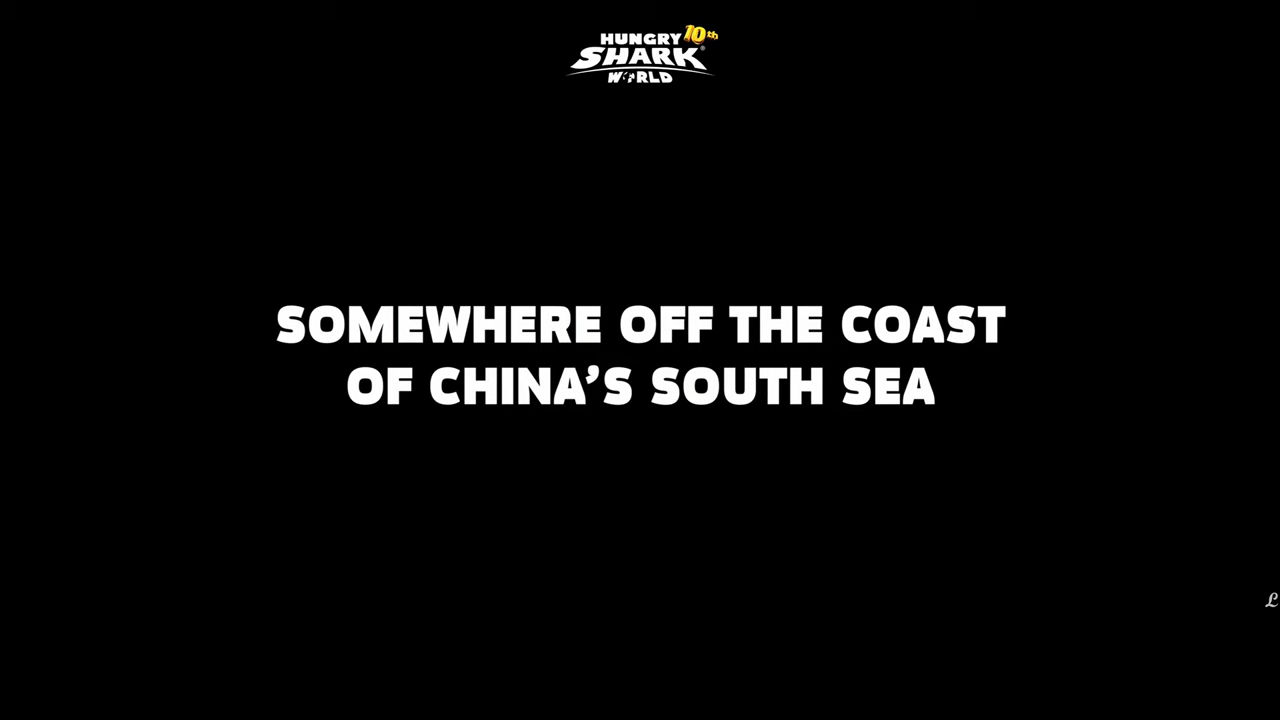 HUNGRY 10th
SHARK®
WORLD
SOMEWHERE OFF THE COAST
OF CHINA’S SOUTH SEA
ℒ